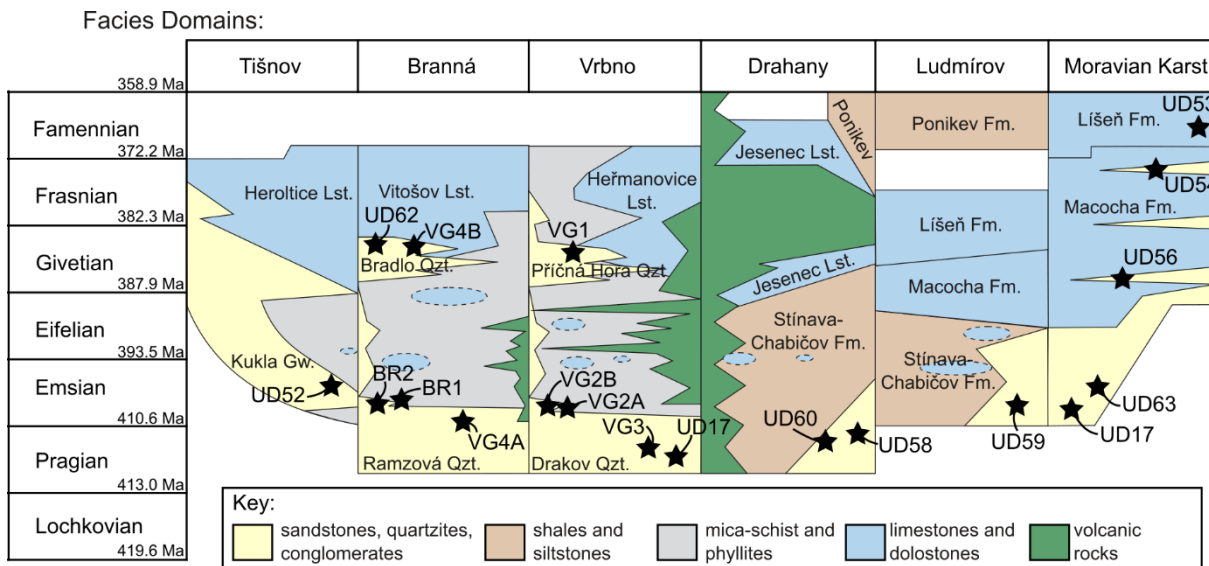 Facies Domains:
Tišnov
Branná
Vrbno
Drahany
Ludmírov
Moravian Karst
358.9 Ma
Famennian
372.2 Ma
Frasnian
382.3 Ma
Givetian
387.9 Ma
Eifelian
393.5 Ma
Emsian
410.6 Ma
Pragian
413.0 Ma
Lochkovian
419.6 Ma
Heroltice Lst.
Kukla Gw.
UD52
Vitošov Lst.
UD62
VG4B
Bradlo Qzt.
BR2
BR1
VG4A
Ramzová Qzt.
Heřmanovice
Lst.
VG1
Příčná Hora Qzt.
VG2B
VG2A
VG3
UD17
Drakov Qzt.
Ponikev
Jesenec Lst.
Jesenec Lst.
Stínava-
Chabičov Fm.
UD60
UD58
Ponikev Fm.
Líšeň Fm.
Macocha Fm.
Stínava-
Chabičov Fm.
UD59
UD53
Líšeň Fm.
UD54
Macocha Fm.
UD56
UD63
UD17
Key:
sandstones, quartzites,
conglomerates
shales and
siltstones
mica-schist and
phyllites
limestones and
dolostones
volcanic
rocks